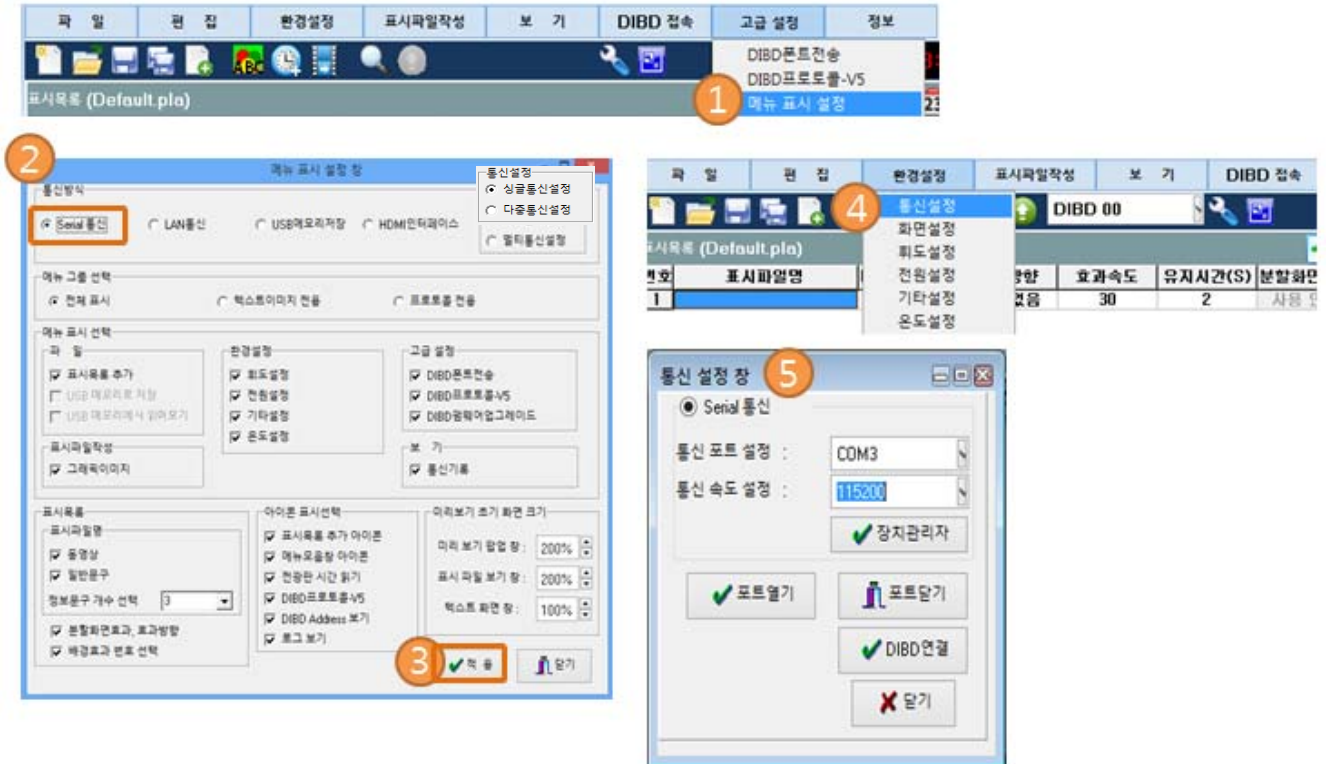 파 일 편 집 환경설정 표시파일작성 보 기 DIBD 접속 고급 설정 정보
DIBD폰트전송
DIBD프로토콜-V5
표시목록 (Default.pla)
1 메뉴 표시 설정
2
메뉴 표시 설정 창
통신방식
Serial 통신 LAN통신 USB메모리저장 HDMI인터페이스
통신설정
싱글통신설정
다중통신설정
멀티통신설정
메뉴 그룹 선택
전체 표시 텍스트이미지 전용 프로토콜 전용
메뉴 표시 선택
파 일
표시목록 추가
USB 메모리로 저장
USB 메모리에서 읽어오기
표시파일작성
그래픽이미지
환경설정
휘도설정
전원설정
기타설정
온도설정
고급 설정
DIBD폰트전송
DIBD프로토콜-V5
DIBD펌웨어업그레이드
보 기
통신기록
표시목록
표시파일명
동영상
일반문구
정보문구 개수 선택 3
분할화면효과, 효과방향
배경효과 번호 선택
아이콘 표시선택
표시목록 추가 아이콘
메뉴모음창 아이콘
전광판 시간 읽기
DIBD프로토콜-V5
DIBD Address 보기
로그 보기
미리보기 초기 화면 크기
미리 보기 팝업 창 : 200%
표시 파일 보기 창 : 200%
텍스트 화면 창 : 100%
3 적 용 닫기
파 일 편 집 환경설정 표시파일작성 보 기 DIBD 접속
4
통신설정
화면설정
휘도설정
전원설정
기타설정
온도설정
DIBD 00
(Default.pla)
표시파일명 효과속도 유지시간(S) 분할화면
1 30 2 사용
통신 설정 창 5
Serial 통신
통신 포트 설정 : COM3
통신 속도 설정 : 115200
장치관리자
포트열기 포트닫기
DIBD연결
닫기